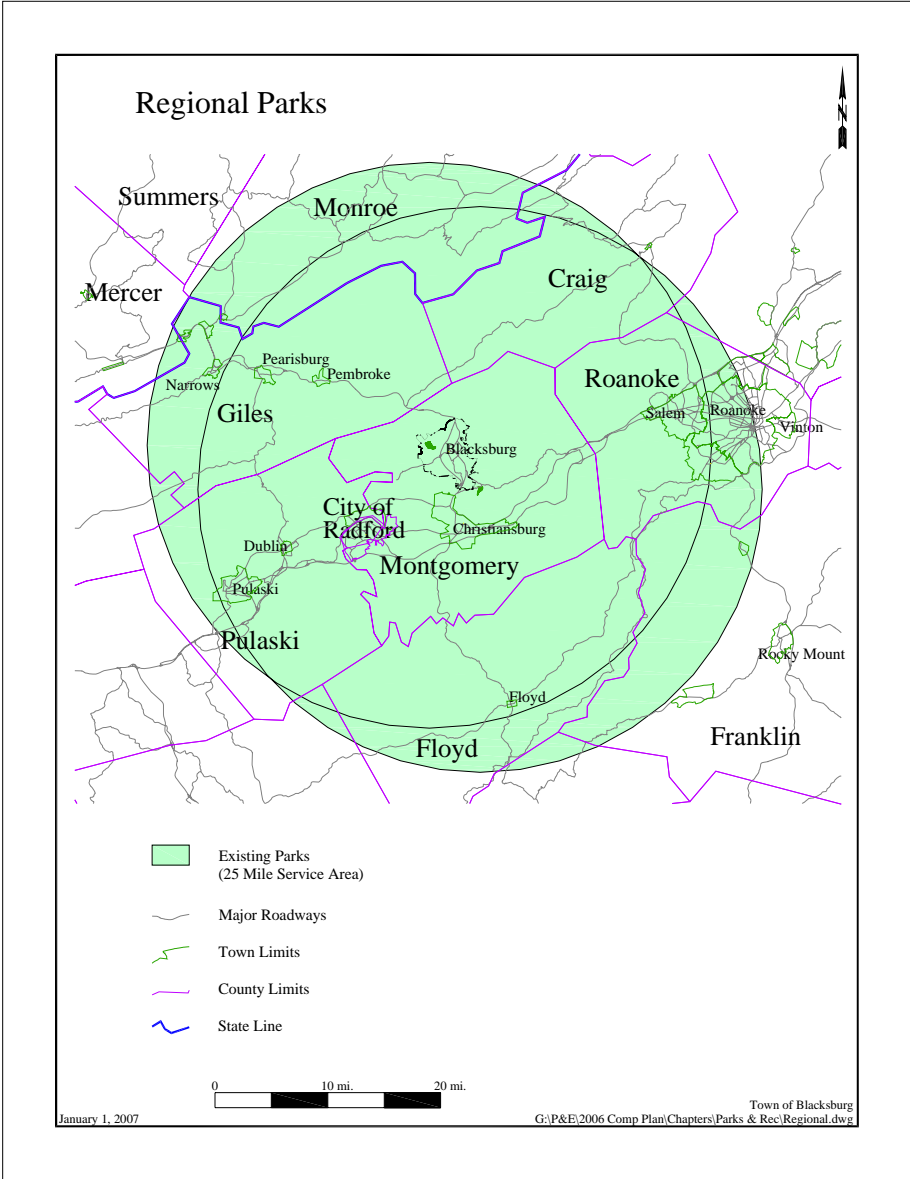 Regional Parks
N
Summers
Monroe
Craig
Mercer
Pearisburg
Pembroke
Narrows
Roanoke
Giles
Salem
Roanoke
Vinton
Blacksburg
City of
Radford
Christiansburg
Dublin
Montgomery
Pulaski
Pulaski
Rocky Mount
Floyd
Floyd
Franklin
Existing Parks
(25 Mile Service Area)
Major Roadways
Town Limits
County Limits
State Line
0 10 mi. 20 mi.
Town of Blacksburg
January 1, 2007 G:\P&E\2006 Comp Plan\Chapters\Parks & Rec\Regional.dwg